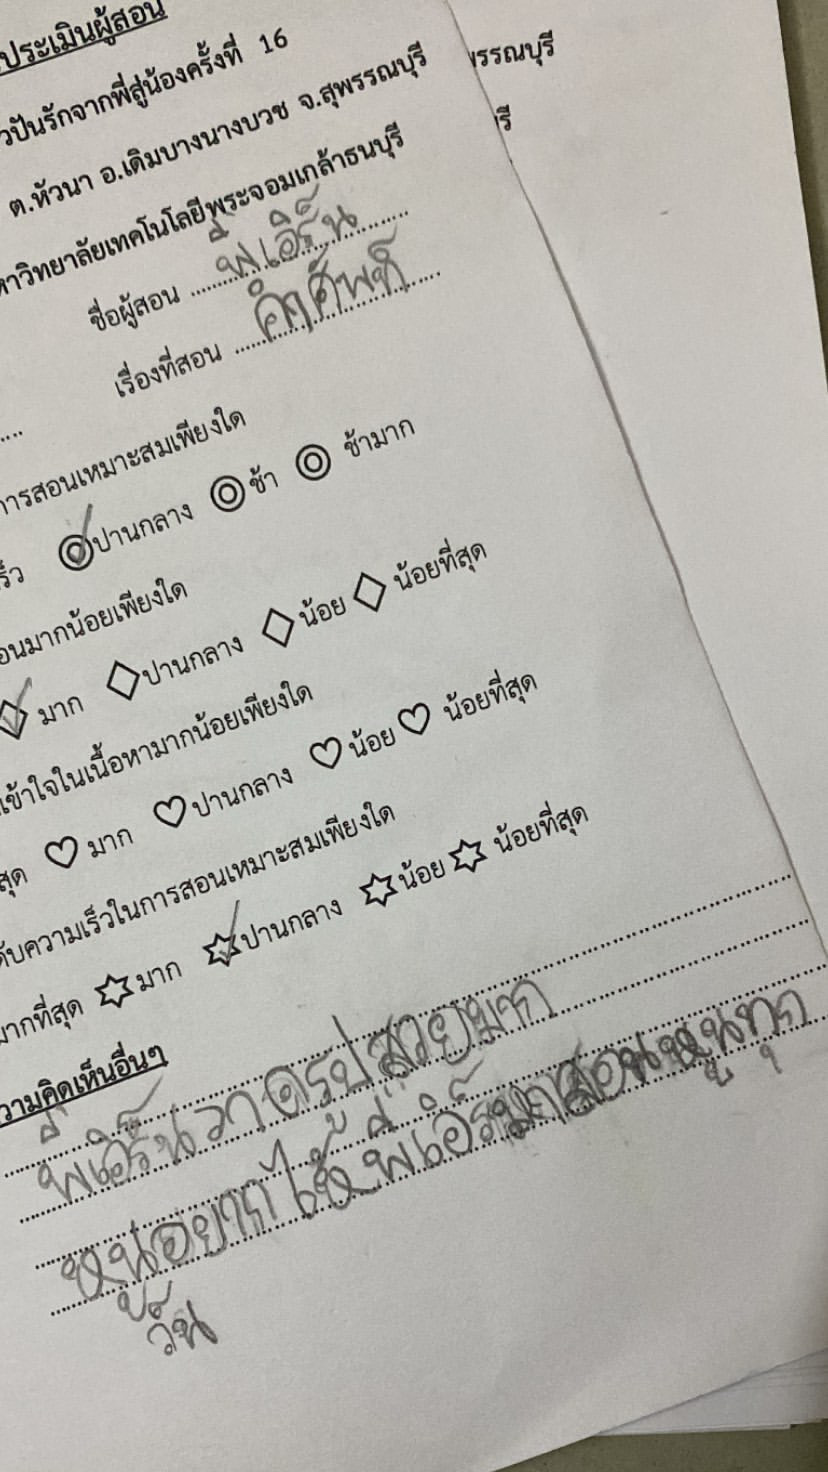 ประเมินผู้สอน
วปันรักจากพี่สู่น้องครั้งที่ 16
ต.หัวนา อ.เดิมบางนางบวช จ.สุพรรณบุรี
หาวิทยาลัยเทคโนโลยีพระจอมเกล้าธนบุรี
ชื่อผู้สอน พี่เอิร์น
เรื่องที่สอน คำศัพท์
การสอนเหมาะสมเพียงใด
ร็ว ปานกลาง ช้า ช้ามาก
อนมากน้อยเพียงใด
มาก ปานกลาง น้อย น้อยที่สุด
เข้าใจในเนื้อหามากน้อยเพียงใด
สุด มาก ปานกลาง น้อย น้อยที่สุด
ดับความเร็วในการสอนเหมาะสมเพียงใด
มากที่สุด มาก ปานกลาง น้อย น้อยที่สุด
วามคิดเห็นอื่นๆ
พี่เอิร์นวาดรูปสวยมาก
หนูอยากให้พี่เอิร์นมาสอนหนูทุก
วัน
พรรณบุรี
รี